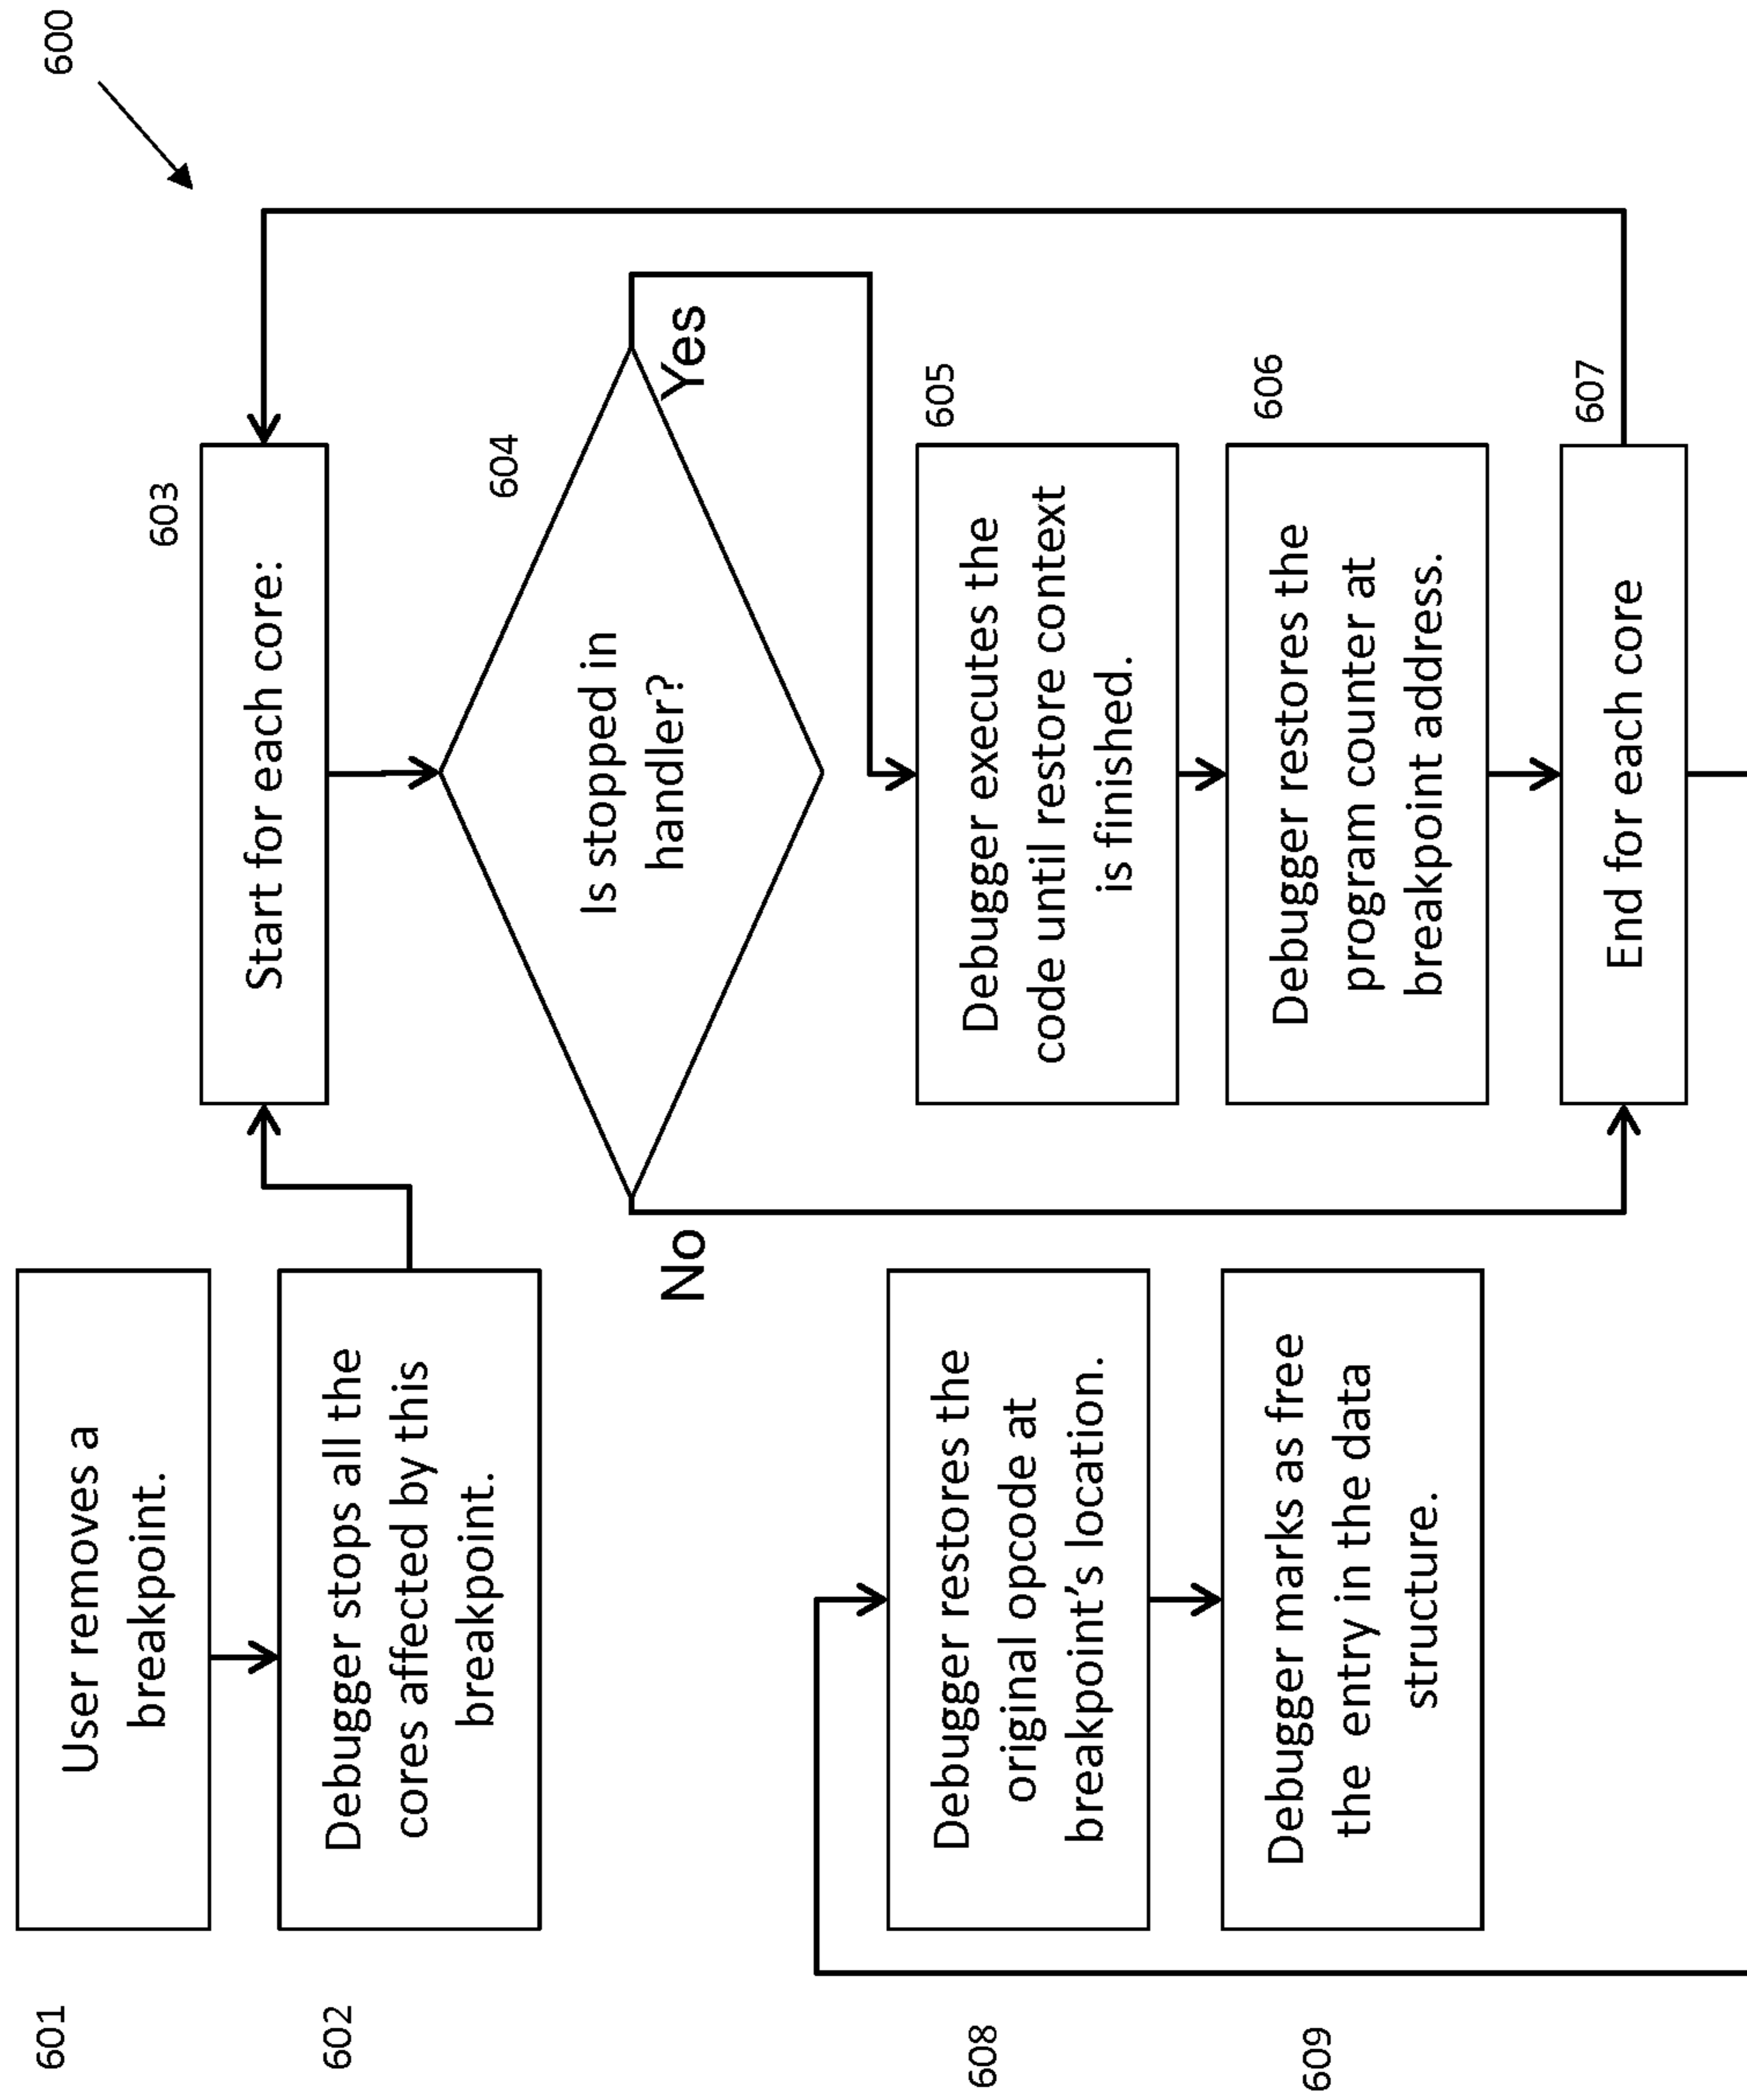 600
601
User removes a
breakpoint.
602
Debugger stops all the
cores affected by this
breakpoint.
603
Start for each core:
604
Is stopped in
handler?
Yes
No
605
Debugger executes the
code until restore context
is finished.
606
Debugger restores the
program counter at
breakpoint address.
607
End for each core
608
Debugger restores the
original opcode at
breakpoint's location.
609
Debugger marks as free
the entry in the data
structure.